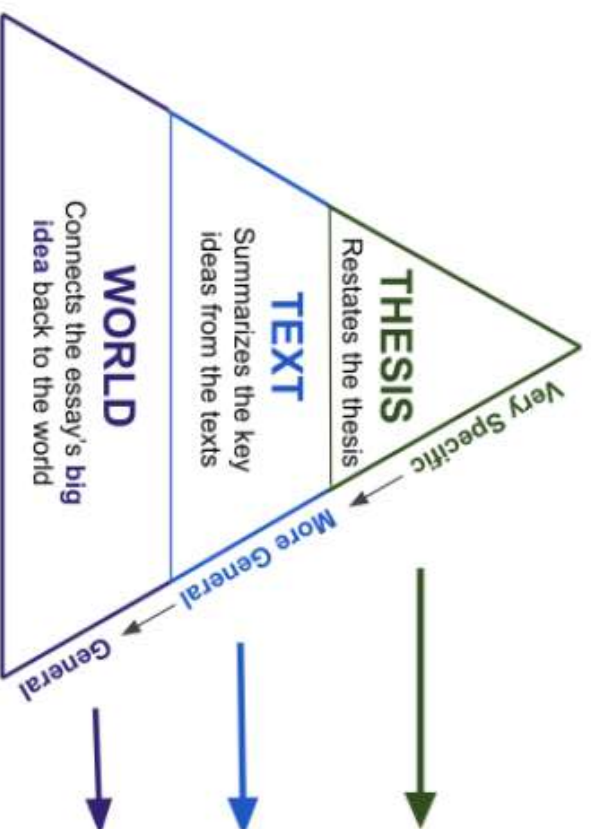 THESIS
Restates the thesis
TEXT
Summarizes the key
ideas from the texts
WORLD
Connects the essay's big
idea back to the world
Very Specific
More General
General